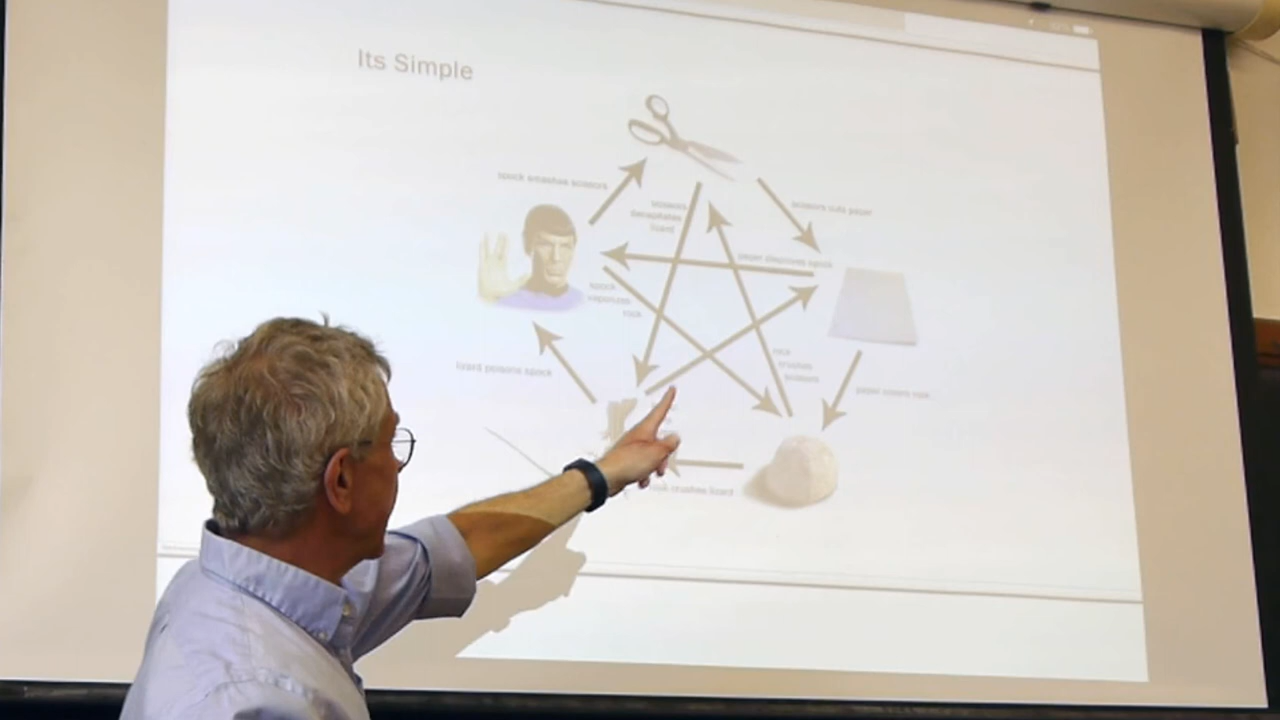 Its Simple
spock smashes scissors
scissors cuts paper
scissors
decapitates
lizard
paper disproves spock
spock
vaporizes
rock
rock
crushes
scissors
lizard poisons spock
paper covers rock
rock crushes lizard